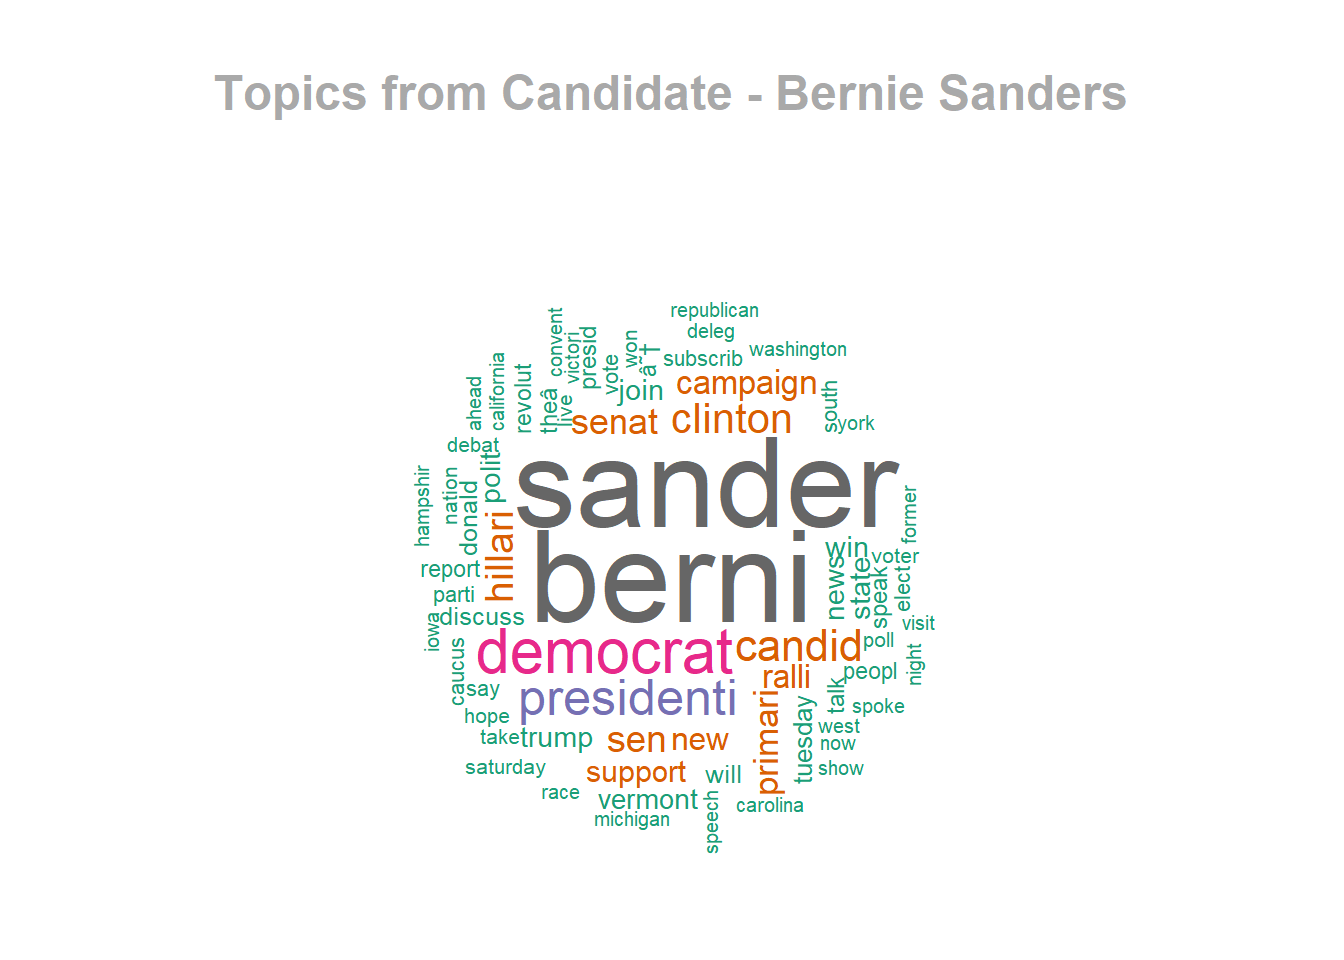 Topics from Candidate - Bernie Sanders
republican
deleg
washington
subscrib
convent
victori
presid
vote
won
â˜†
join
campaign
california
ahead
revolut
theâ
live
senat
clinton
south
york
debat
polit
sander
hampshir
nation
donald
hillari
former
berni
win
voter
report
news
state
speak
elect
parti
discuss
visit
iowa
democrat
candid
poll
caucus
say
ralli
peopl
night
presidenti
hope
primari
tuesday
talk
spoke
west
take
trump
sen
new
now
saturday
support
will
show
race
vermont
speech
carolina
michigan